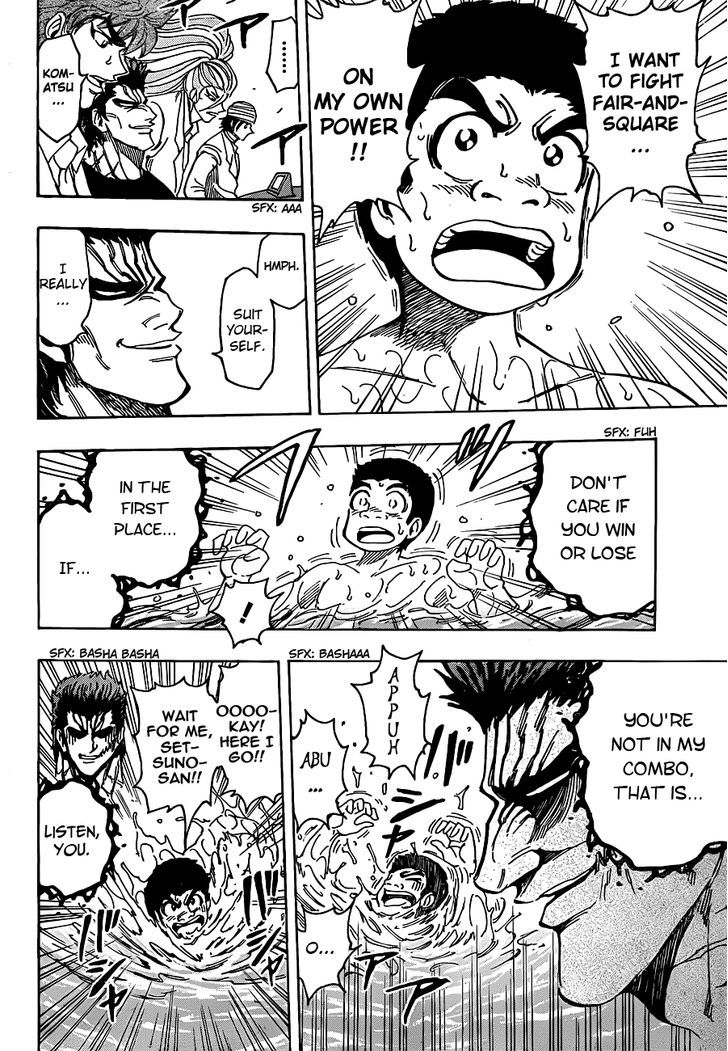 I WANT
TO FIGHT
FAIR-AND-
SQUARE
...
ON
MY OWN
POWER
!!
........
KOM-
ATSU
...
SFX: AAA
HMPH.
SUIT
YOUR-
SELF.
I
REALLY
...
SFX: FUH
DON'T
CARE IF
YOU WIN
OR LOSE
!
IN THE
FIRST
PLACE...
IF...
YOU'RE
NOT IN MY
COMBO,
THAT IS...
SFX: BASHAAA
APPUH
ABU
...
O...
SFX: BASHA BASHA
OOOO-
KAY!
HERE I
GO!!
WAIT
FOR ME,
SET-
SUNO-
SAN!!
LISTEN,
YOU.